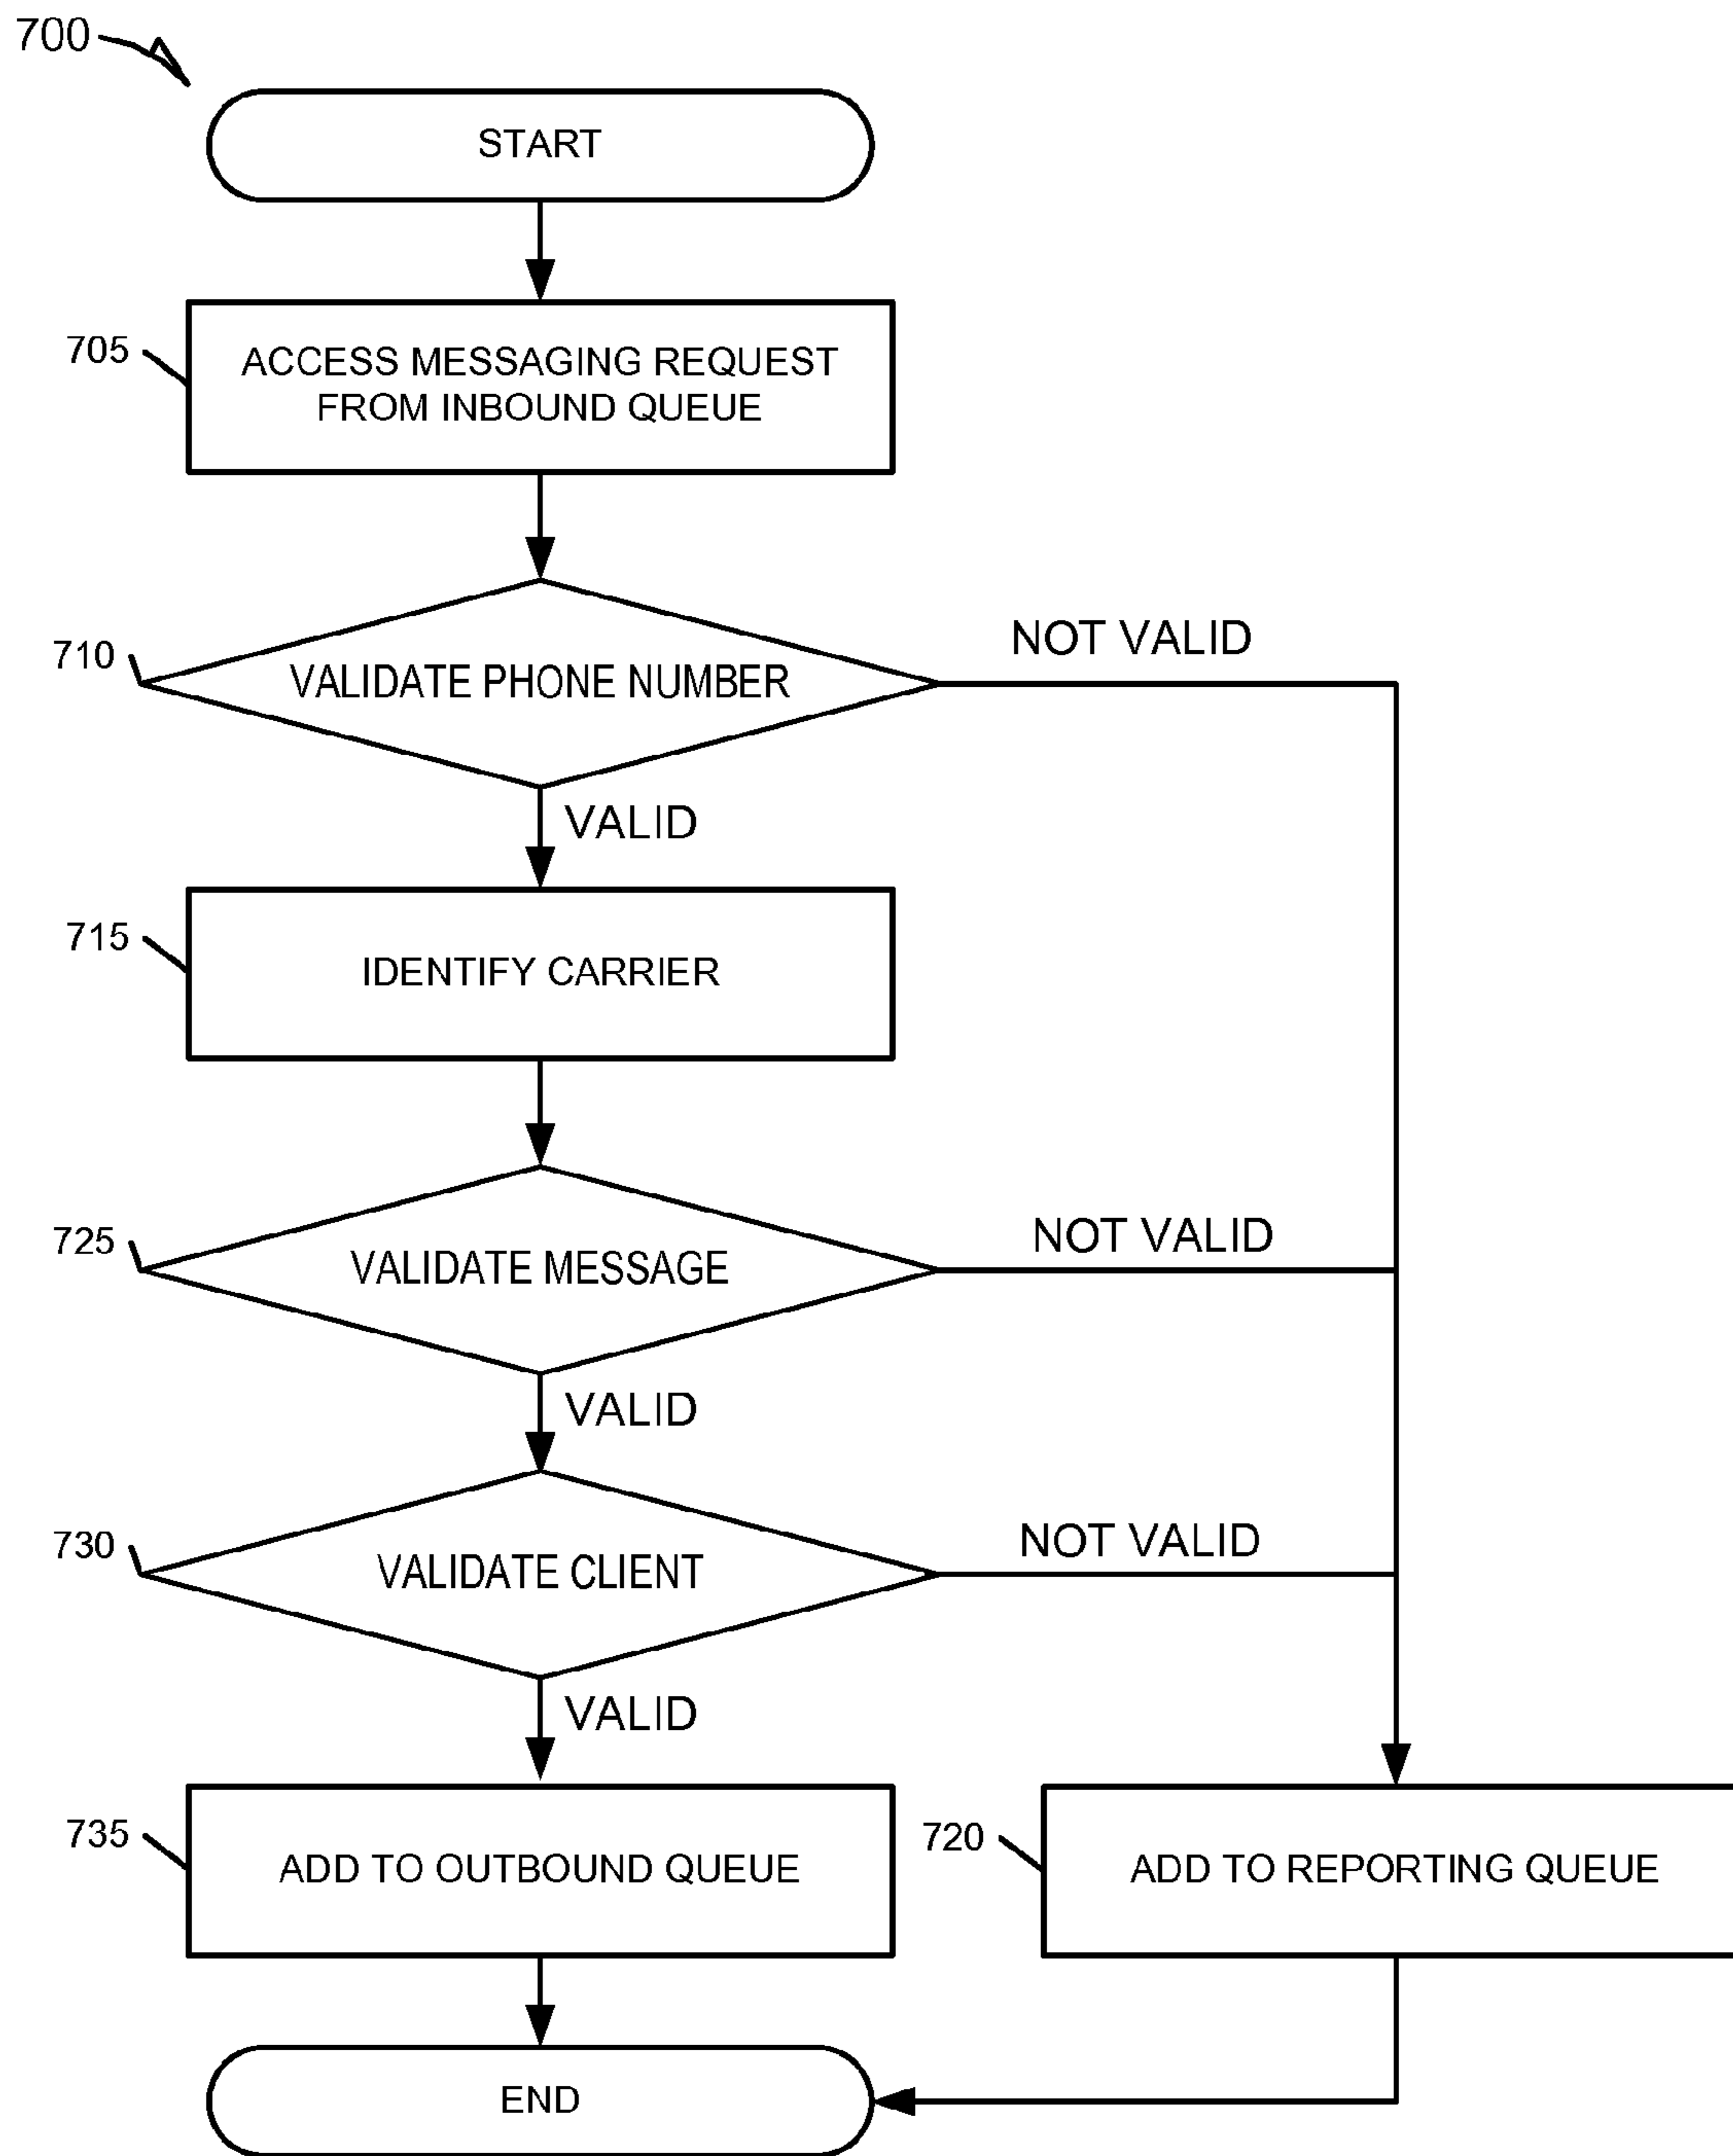 700
START
705
ACCESS MESSAGING REQUEST
FROM INBOUND QUEUE
710
VALIDATE PHONE NUMBER
NOT VALID
VALID
715
IDENTIFY CARRIER
725
VALIDATE MESSAGE
NOT VALID
VALID
730
VALIDATE CLIENT
NOT VALID
VALID
735
ADD TO OUTBOUND QUEUE
720
ADD TO REPORTING QUEUE
END